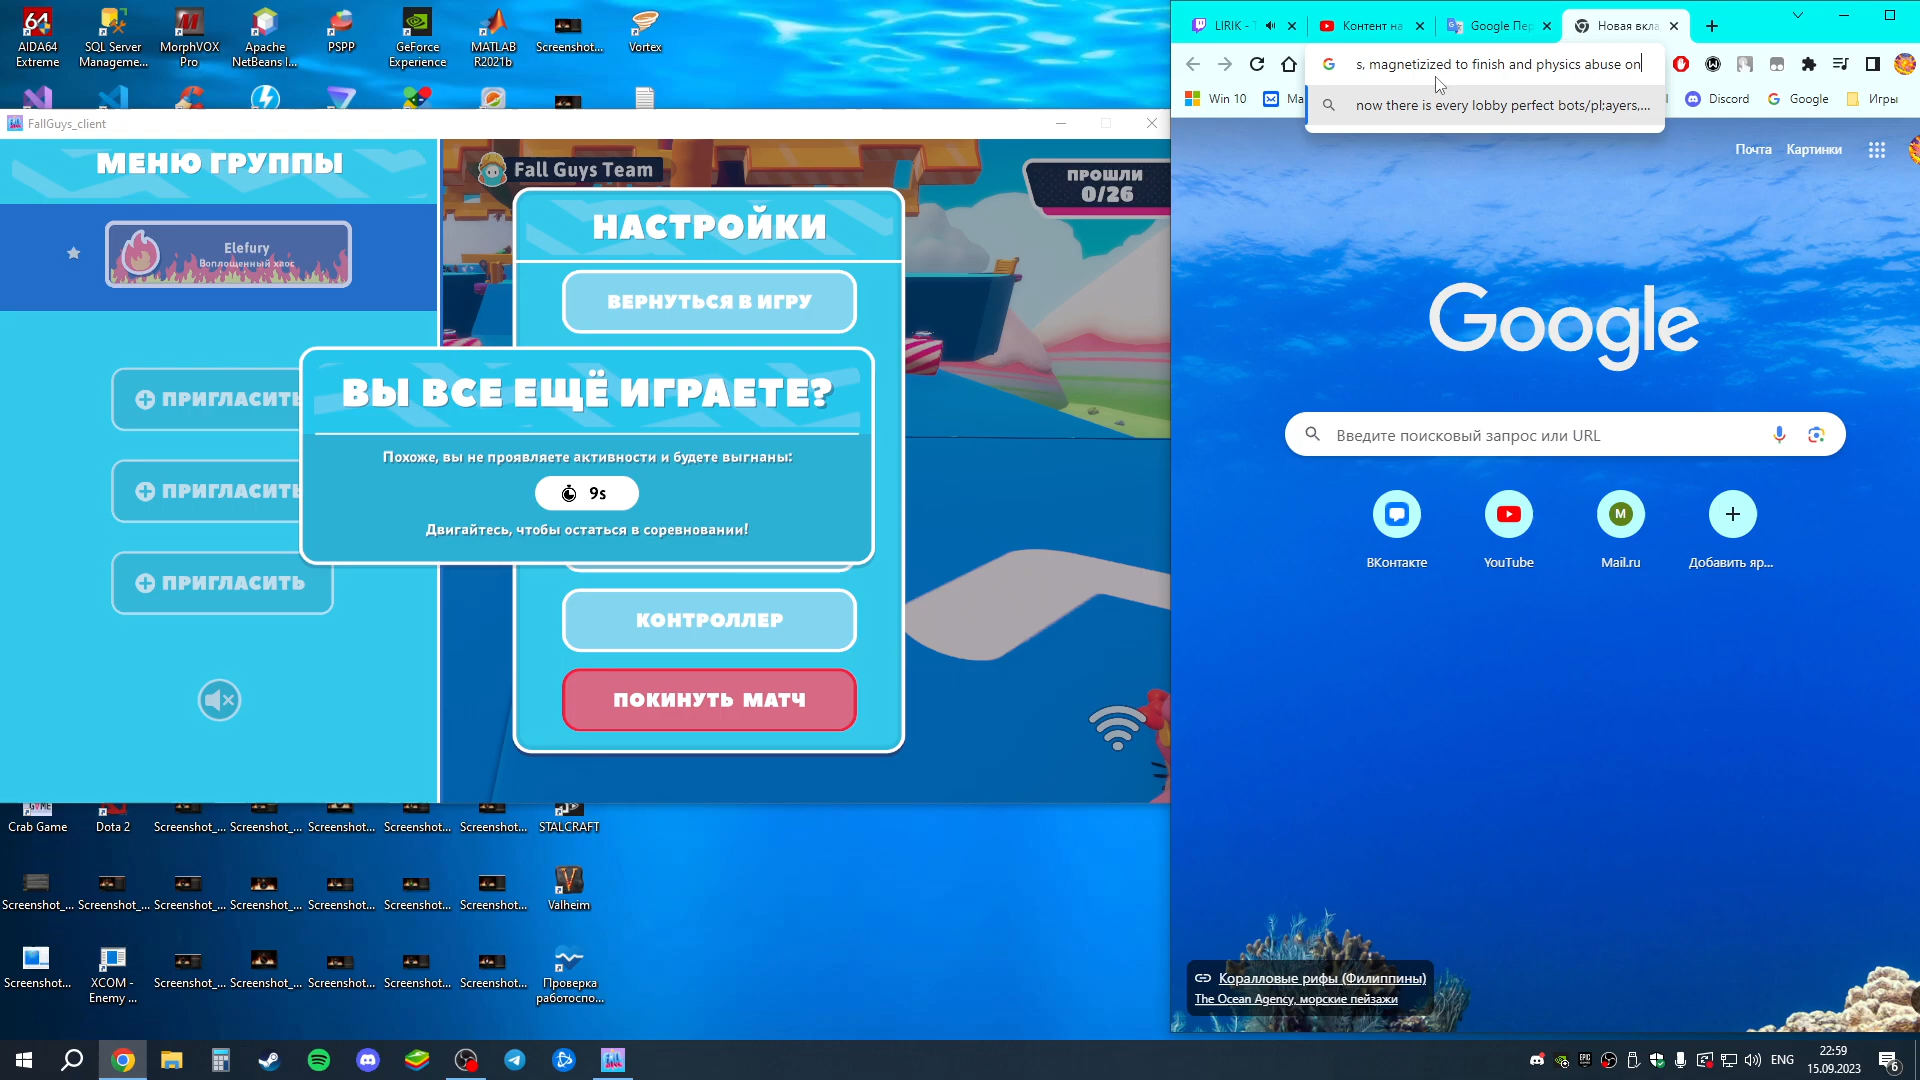 AIDA64
Extreme
SQL Server
Manageme...
MorphVOX
Pro
Apache
NetBeans I...
PSPP
GeForce
Experience
MATLAB
R2021b
Screenshot...
Vortex
FallGuys_client
МЕНЮ ГРУППЫ
Elefury
Воплощенный хаос
ПРИГЛАСИТЬ
ПРИГЛАСИТЬ
ПРИГЛАСИТЬ
Fall Guys Team
ПРОШЛИ
0/26
НАСТРОЙКИ
ВЕРНУТЬСЯ В ИГРУ
ВЫ ВСЕ ЕЩЁ ИГРАЕТЕ?
Похоже, вы не проявляете активности и будете выгнаны:
9s
Двигайтесь, чтобы остаться в соревновании!
КОНТРОЛЛЕР
ПОКИНУТЬ МАТЧ
Crab Game
Dota 2
Screenshot_...
Screenshot_...
Screenshot...
Screenshot...
Screenshot...
STALCRAFT
Screenshot_...
Screenshot_...
Screenshot_...
Screenshot_...
Screenshot...
Screenshot...
Screenshot...
Valheim
Screenshot...
XCOM -
Enemy ...
Screenshot_...
Screenshot_...
Screenshot...
Screenshot...
Screenshot...
Проверка
работоспо...
LIRIK -
Контент на
Google Пер
Новая вкла
s, magnetizized to finish and physics abuse on
now there is every lobby perfect bots/pl;ayers,...
Win 10
Ma
Discord
Google
Игры
Почта
Картинки
Google
Введите поисковый запрос или URL
ВКонтакте
YouTube
M
Mail.ru
Добавить яр...
Коралловые рифы (Филиппины)
The Ocean Agency, морские пейзажи
ENG
22:59
15.09.2023
6